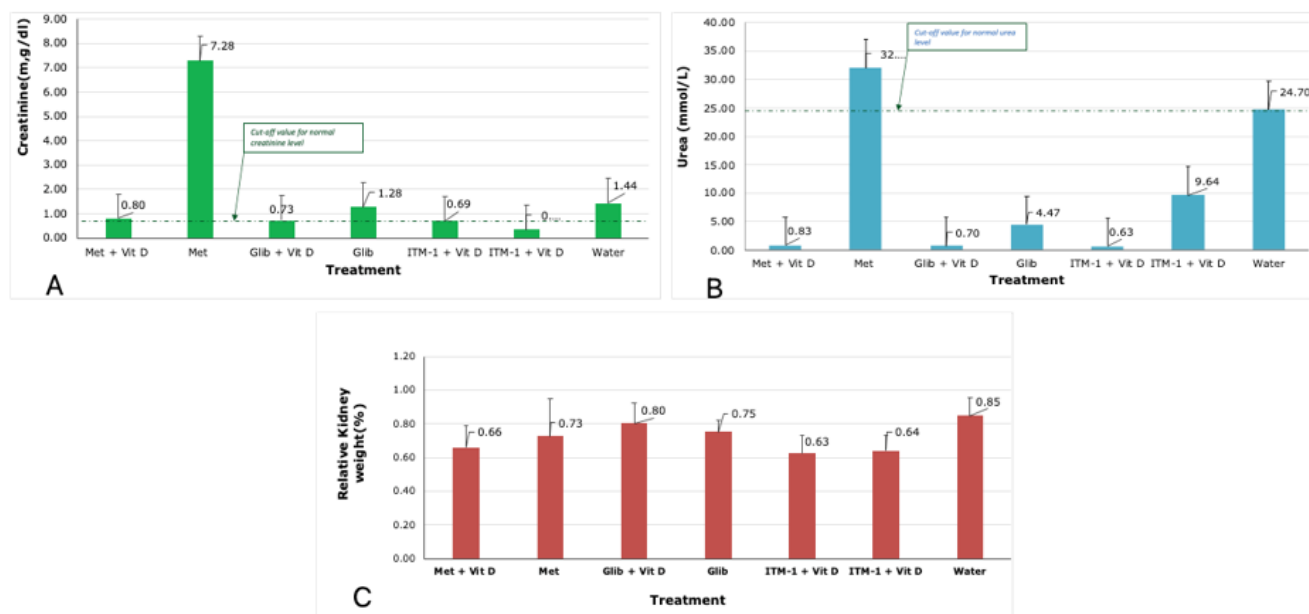 9.00
8.00
7.00
6.00
5.00
4.00
3.00
2.00
1.00
0.00
Creatinine(m,g/dl)
7.28
Cut-off value for normal
creatinine level
0.80
0.73
1.28
0.69
0....
1.44
Met + Vit D
Met
Glib + Vit D
Glib
ITM-1 + Vit D
ITM-1 + Vit D
Water
Treatment
A
40.00
35.00
30.00
25.00
20.00
15.00
10.00
5.00
0.00
Urea (mmol/L)
Cut-off value for normal urea
level
32....
24.70
0.83
0.70
4.47
0.63
9.64
Met + Vit D
Met
Glib + Vit D
Glib
ITM-1 + Vit D
ITM-1 + Vit D
Water
Treatment
B
1.20
1.00
0.80
0.60
0.40
0.20
0.00
Relative Kidney
weight(%)
0.66
0.73
0.80
0.75
0.63
0.64
0.85
Met + Vit D
Met
Glib + Vit D
Glib
ITM-1 + Vit D
ITM-1 + Vit D
Water
Treatment
C